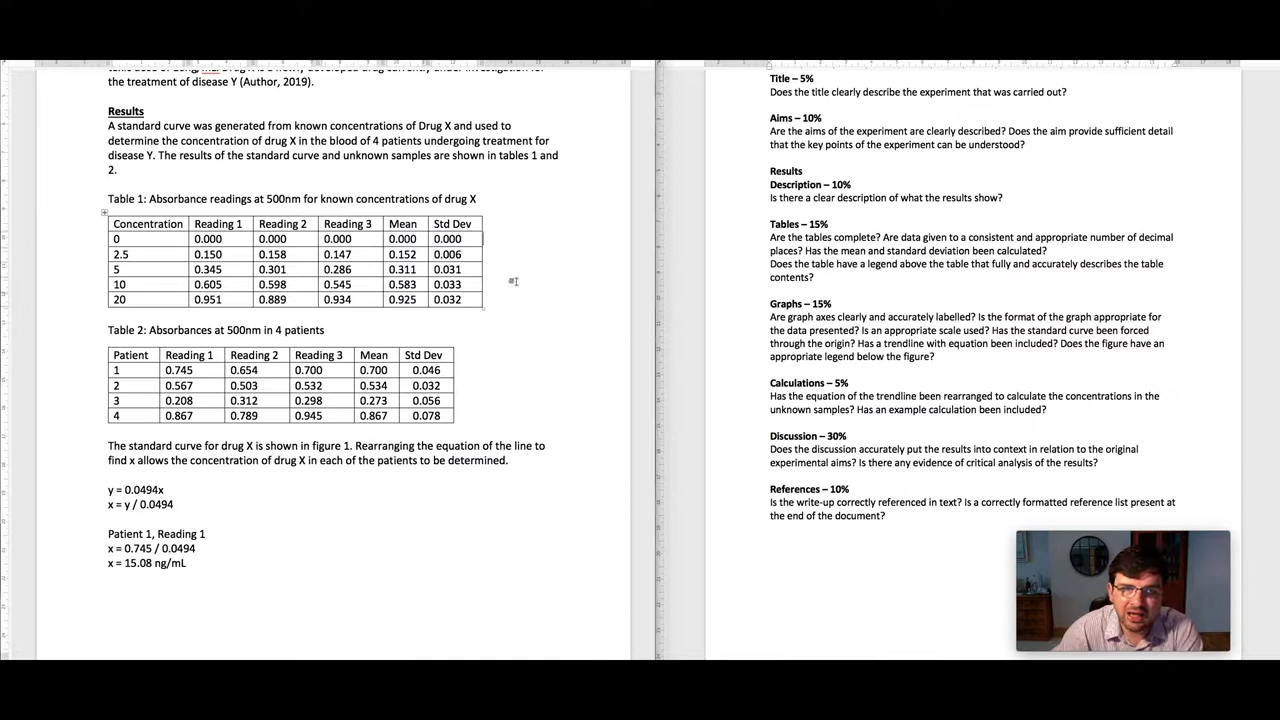 the treatment of disease Y (Author, 2019).
Results
A standard curve was generated from known concentrations of Drug X and used to
determine the concentration of drug X in the blood of 4 patients undergoing treatment for
disease Y. The results of the standard curve and unknown samples are shown in tables 1 and
2.
Table 1: Absorbance readings at 500nm for known concentrations of drug X
Concentration Reading 1 Reading 2 Reading 3 Mean Std Dev
0 0.000 0.000 0.000 0.000 0.000
2.5 0.150 0.158 0.147 0.152 0.006
5 0.345 0.301 0.286 0.311 0.031
10 0.605 0.598 0.545 0.583 0.033
20 0.951 0.889 0.934 0.925 0.032
Table 2: Absorbances at 500nm in 4 patients
Patient Reading 1 Reading 2 Reading 3 Mean Std Dev
1 0.745 0.654 0.700 0.700 0.046
2 0.567 0.503 0.532 0.534 0.032
3 0.208 0.312 0.298 0.273 0.056
4 0.867 0.789 0.945 0.867 0.078
The standard curve for drug X is shown in figure 1. Rearranging the equation of the line to
find x allows the concentration of drug X in each of the patients to be determined.
y = 0.0494x
x = y / 0.0494
Patient 1, Reading 1
x = 0.745 / 0.0494
x = 15.08 ng/mL
Title – 5%
Does the title clearly describe the experiment that was carried out?
Aims – 10%
Are the aims of the experiment are clearly described? Does the aim provide sufficient detail
that the key points of the experiment can be understood?
Results
Description – 10%
Is there a clear description of what the results show?
Tables – 15%
Are the tables complete? Are data given to a consistent and appropriate number of decimal
places? Has the mean and standard deviation been calculated?
Does the table have a legend above the table that fully and accurately describes the table
contents?
Graphs – 15%
Are graph axes clearly and accurately labelled? Is the format of the graph appropriate for
the data presented? Is an appropriate scale used? Has the standard curve been forced
through the origin? Has a trendline with equation been included? Does the figure have an
appropriate legend below the figure?
Calculations – 5%
Has the equation of the trendline been rearranged to calculate the concentrations in the
unknown samples? Has an example calculation been included?
Discussion – 30%
Does the discussion accurately put the results into context in relation to the original
experimental aims? Is there any evidence of critical analysis of the results?
References – 10%
Is the write-up correctly referenced in text? Is a correctly formatted reference list present at
the end of the document?